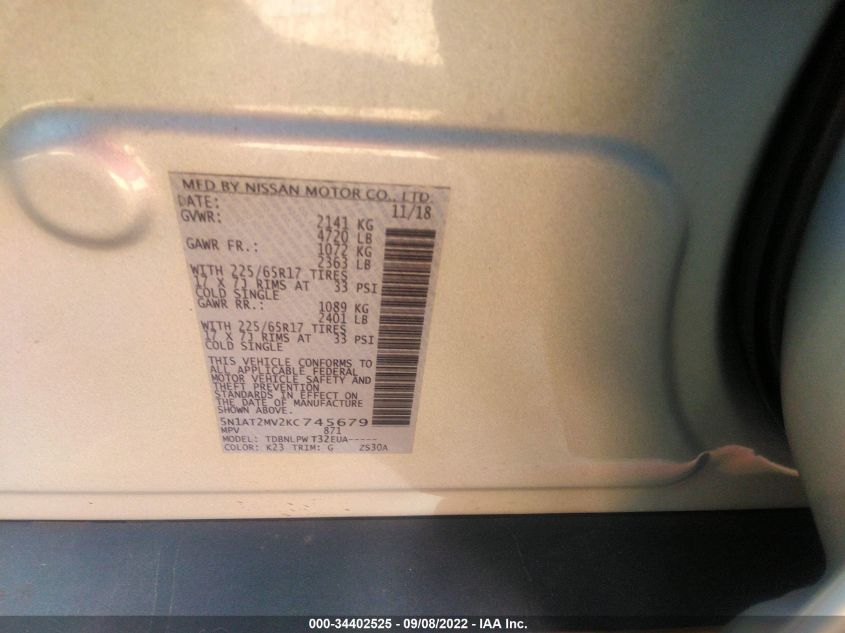 MFD BY NISSAN MOTOR CO., LTD
DATE: 11/18
GVWR: 2141 KG
4720 LB
GAWR FR.: 1072 KG
2363 LB
WITH 225/65R17 TIRES
17 X 7J RIMS AT 33 PSI
COLD SINGLE
GAWR RR.: 1089 KG
2401 LB
WITH 225/65R17 TIRES
17 X 7J RIMS AT 33 PSI
COLD SINGLE
THIS VEHICLE CONFORMS TO
ALL APPLICABLE FEDERAL
MOTOR VEHICLE SAFETY AND
THEFT PREVENTION
STANDARDS IN EFFECT ON
THE DATE OF MANUFACTURE
SHOWN ABOVE.
5N1AT2MV2KC745679
MPV 871
MODEL: TDBNLPW T32EUA-----
COLOR: K23 TRIM: G ZS30A
000-34402525 - 09/08/2022 - IAA Inc.